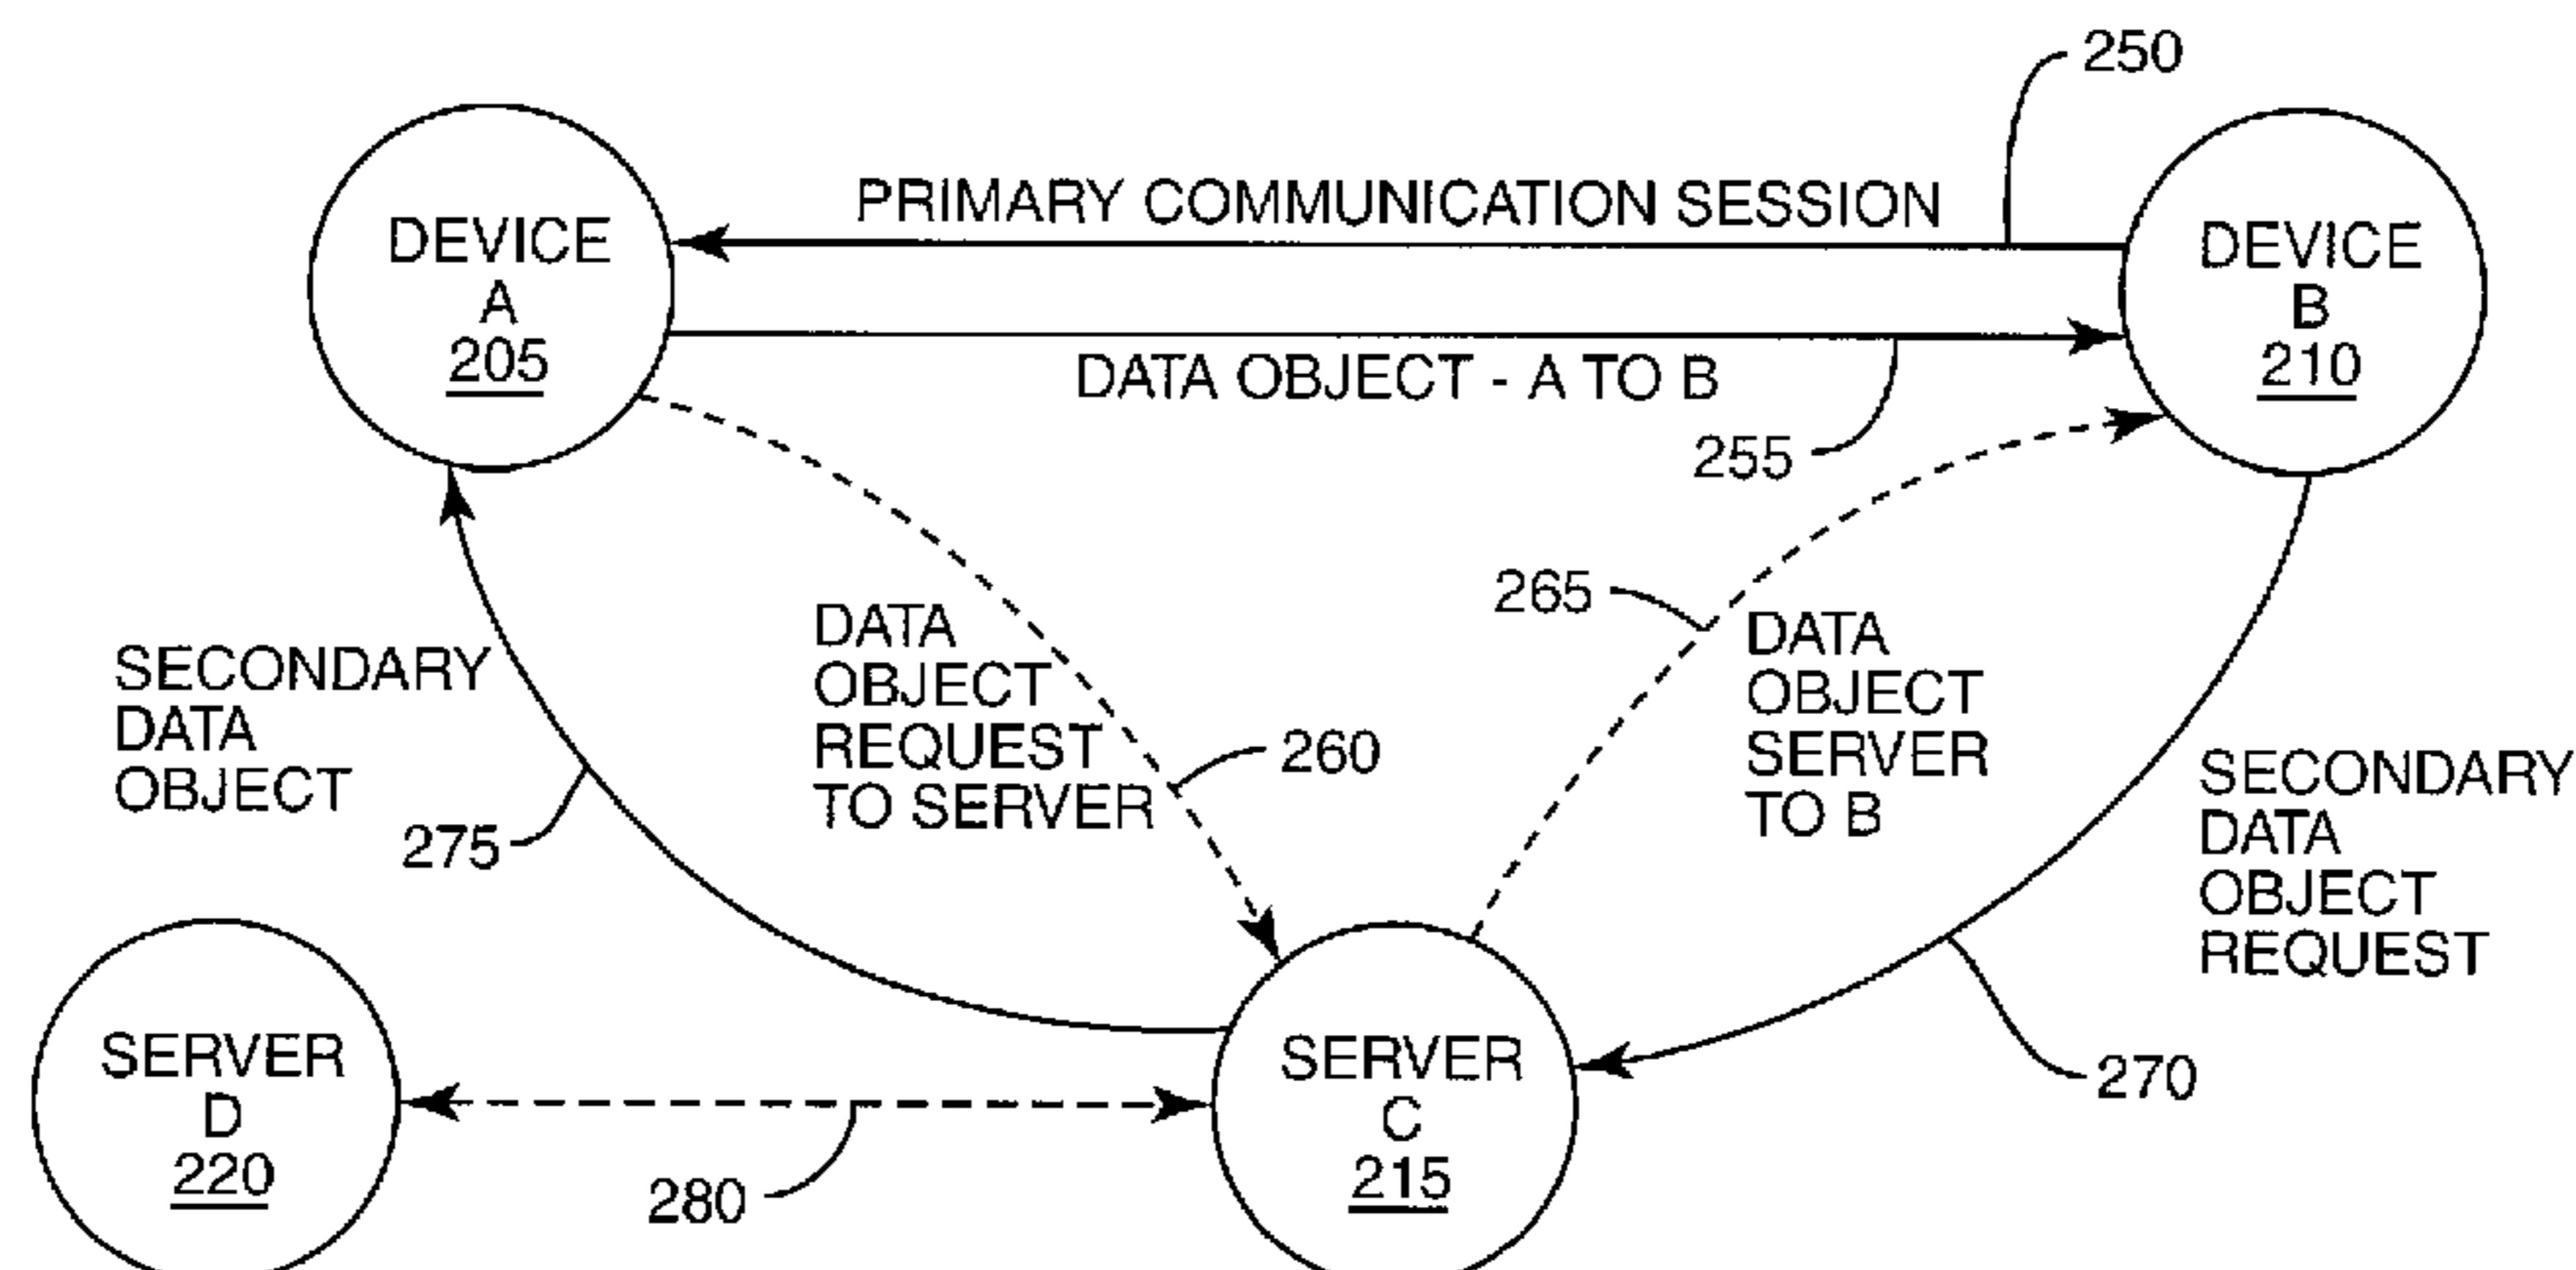 250
PRIMARY COMMUNICATION SESSION
DEVICE
A
205
DEVICE
B
210
DATA OBJECT - A TO B
255
265
DATA
OBJECT
REQUEST
TO SERVER
260
DATA
OBJECT
SERVER
TO B
SECONDARY
DATA
OBJECT
275
SECONDARY
DATA
OBJECT
REQUEST
270
SERVER
D
220
280
SERVER
C
215